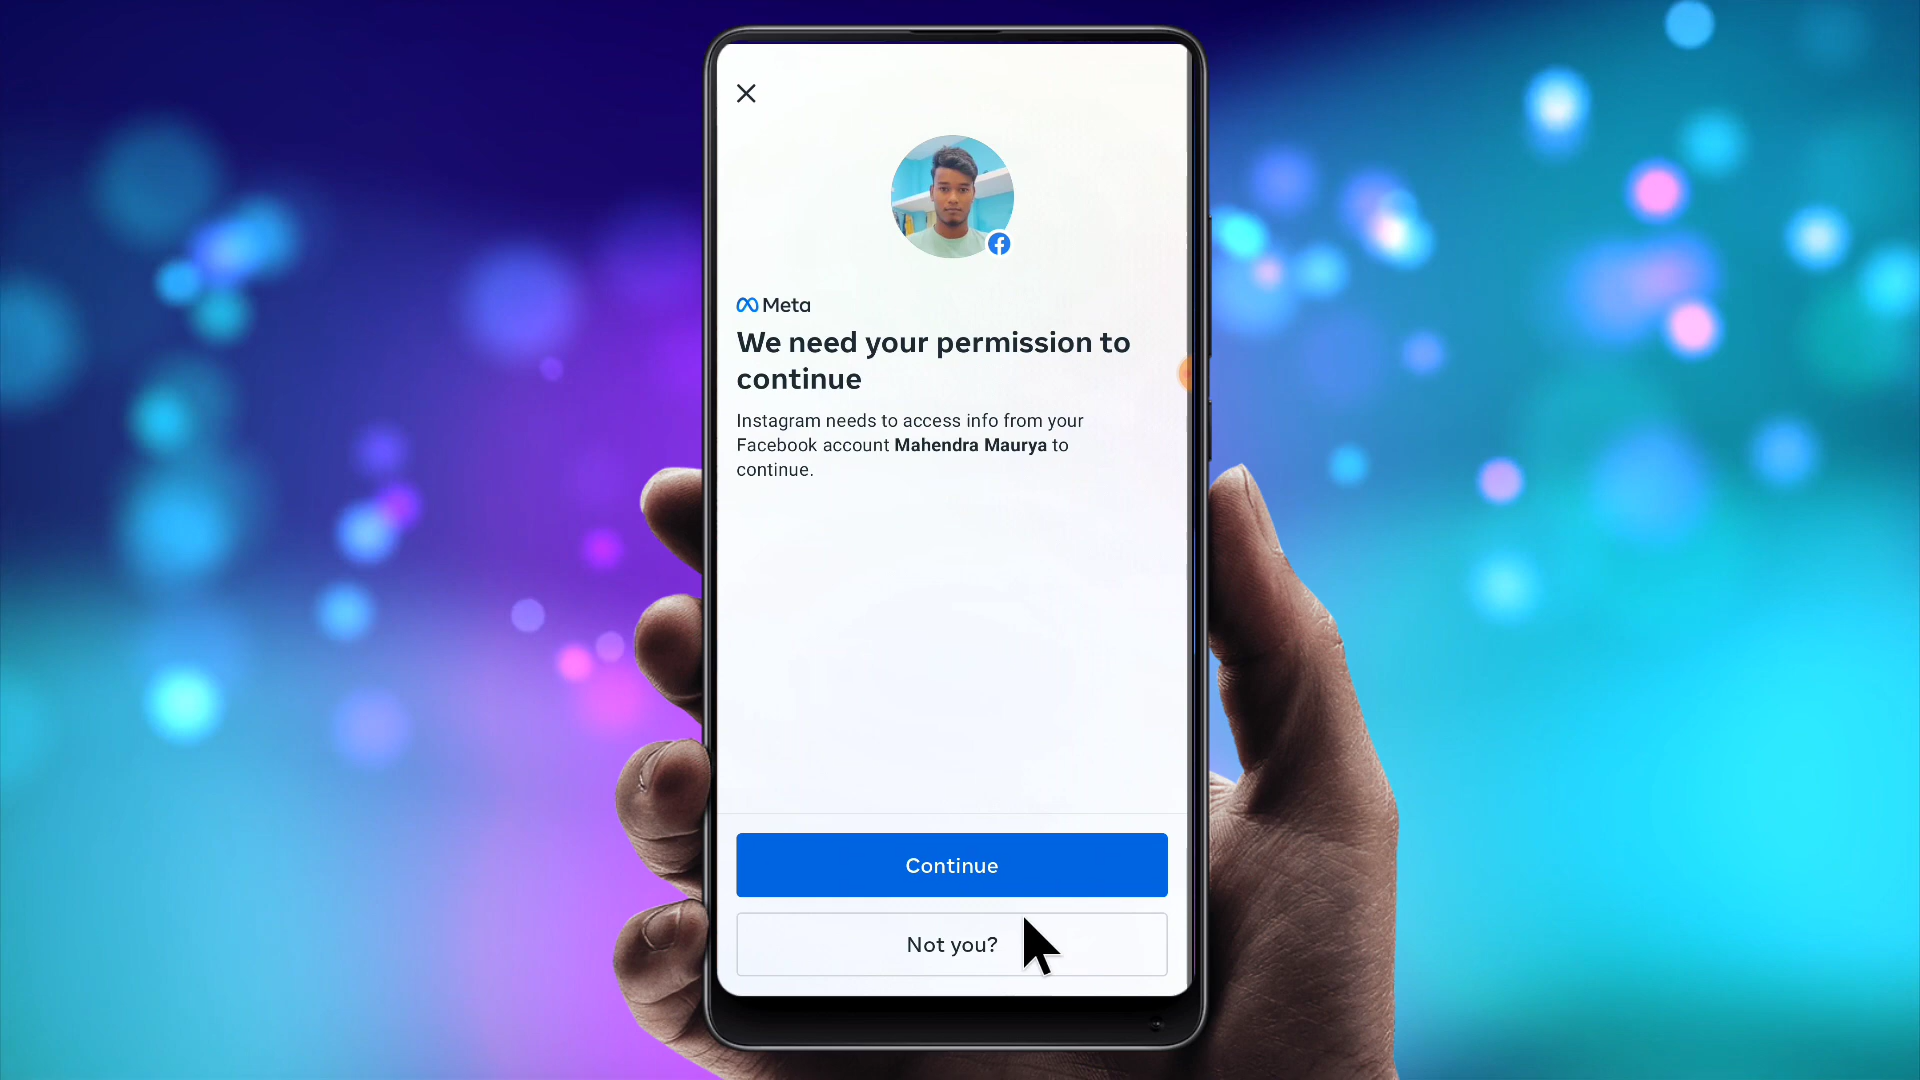 Meta
We need your permission to
continue
Instagram needs to access info from your
Facebook account Mahendra Maurya to
continue.
Continue
Not you?